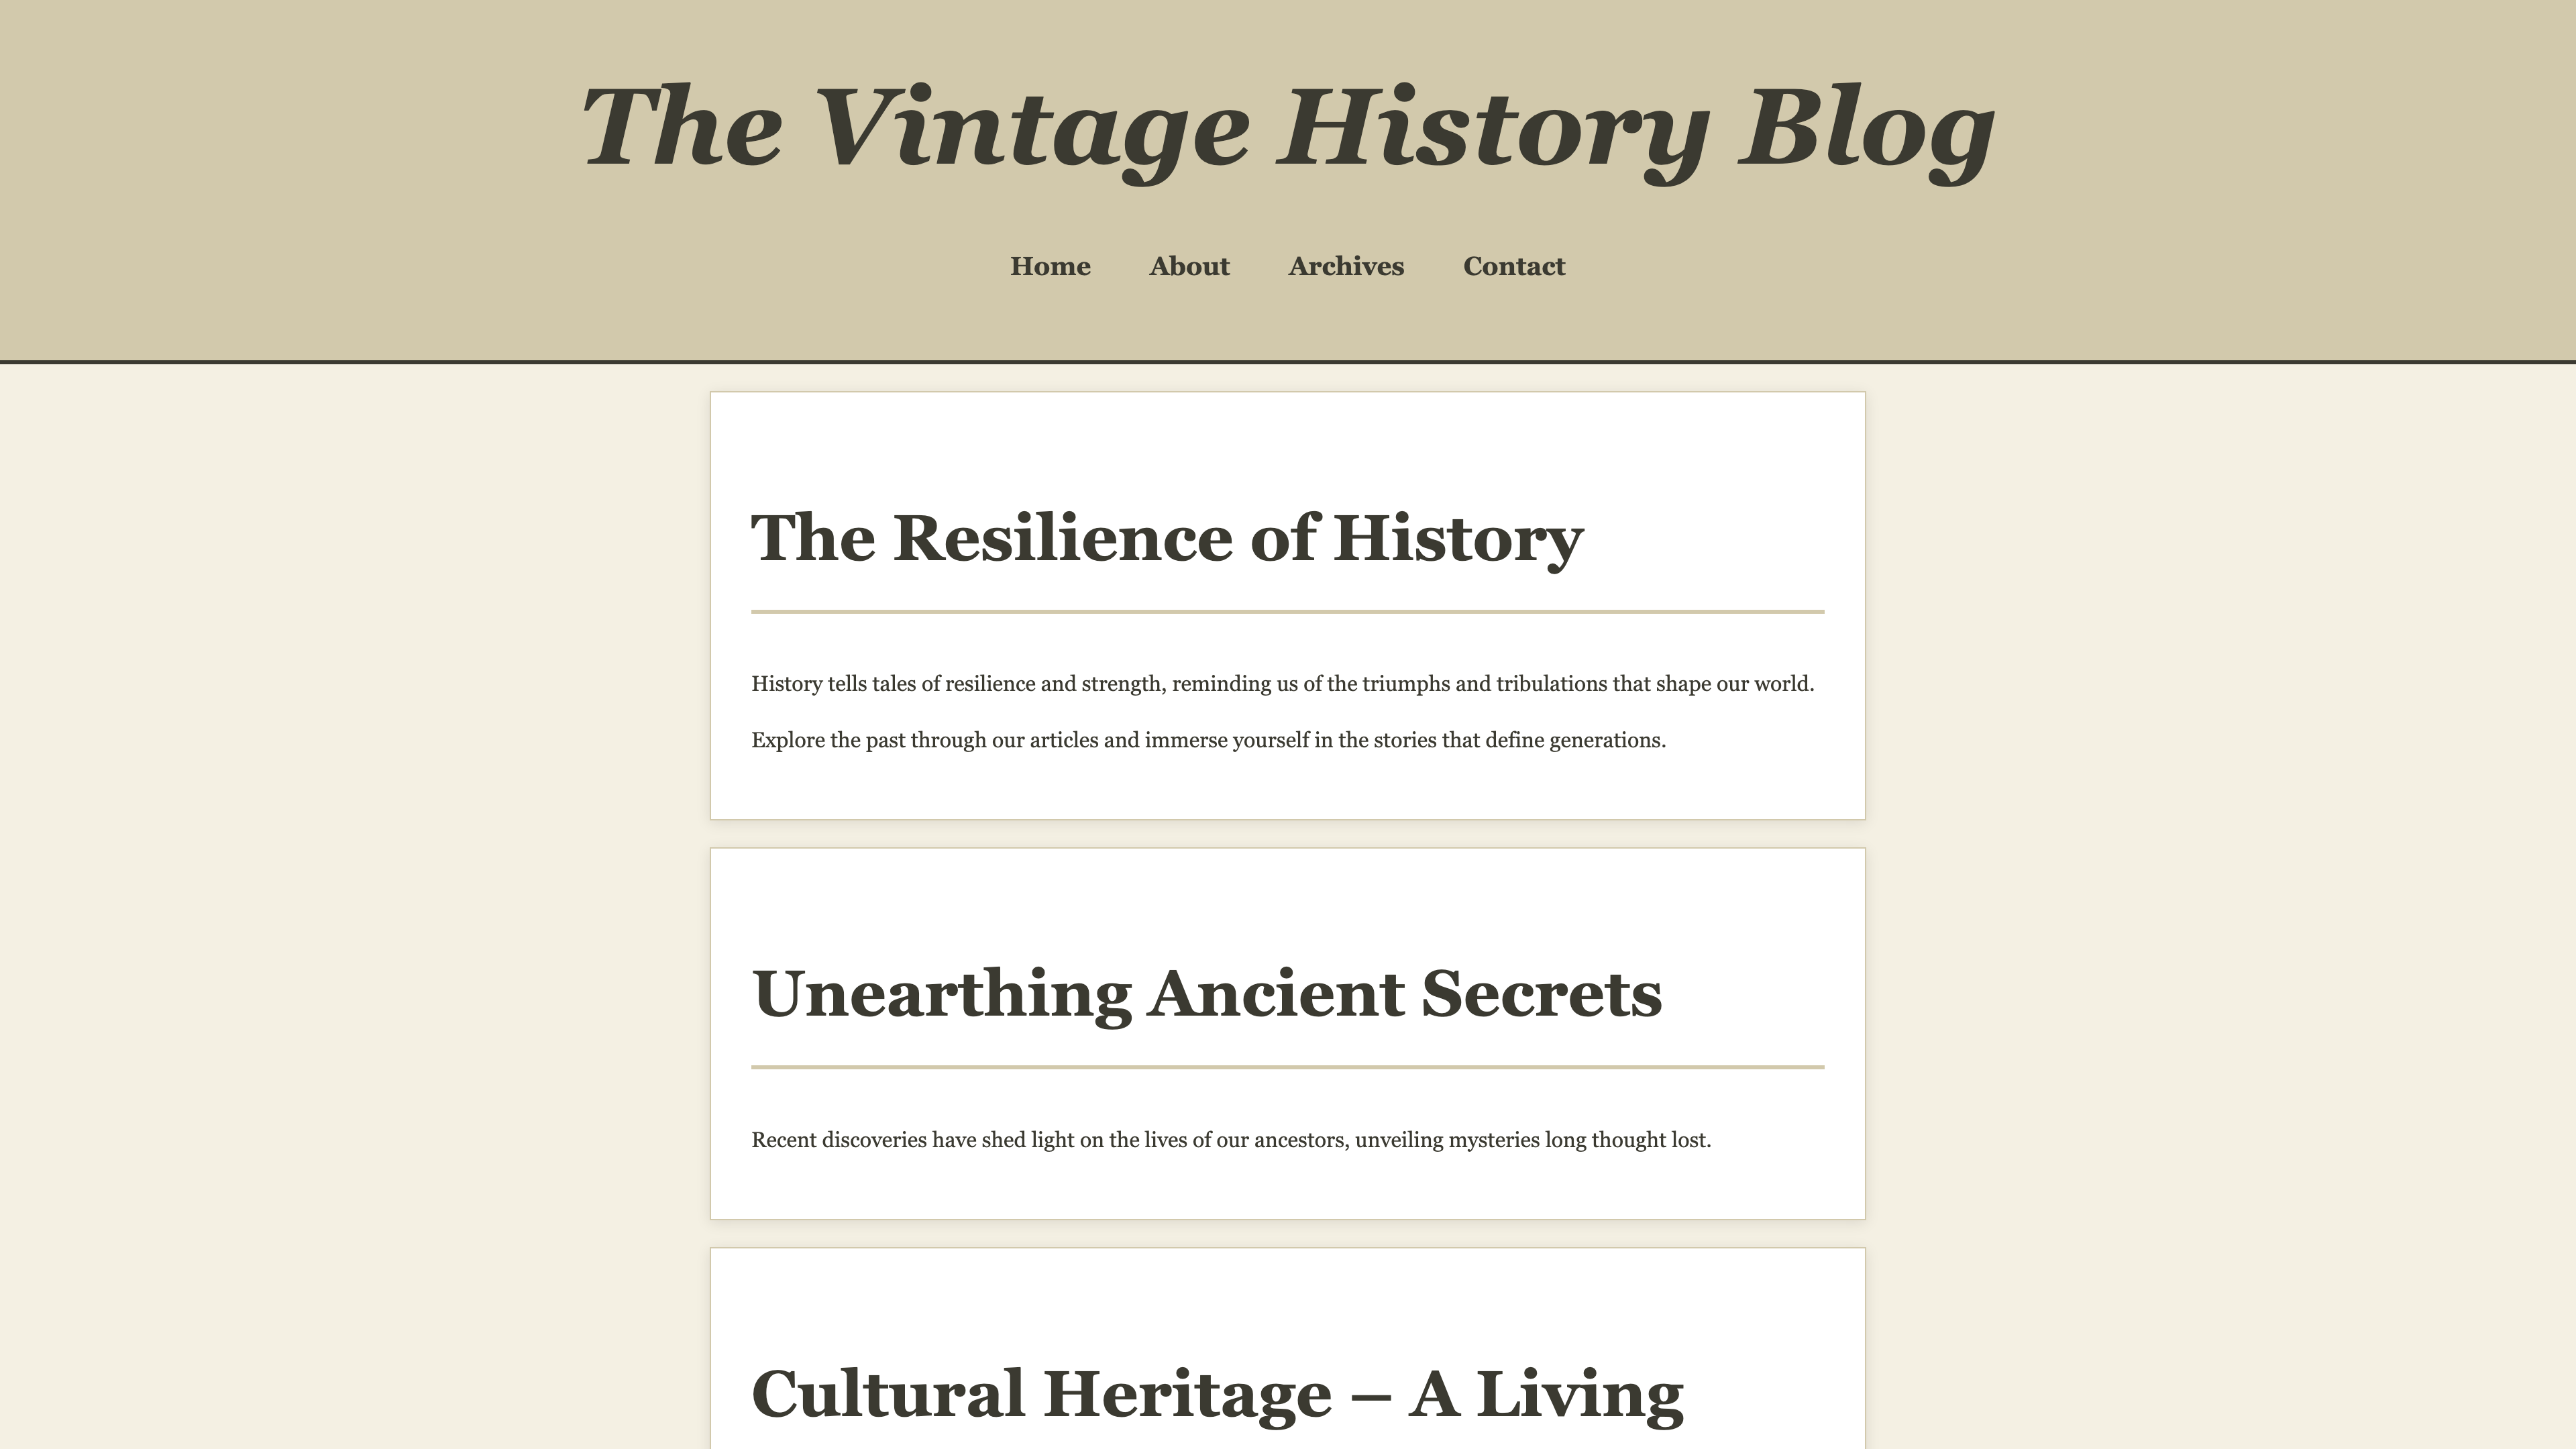 The Vintage History Blog
Home About Archives Contact
The Resilience of History
History tells tales of resilience and strength, reminding us of the triumphs and tribulations that shape our world.
Explore the past through our articles and immerse yourself in the stories that define generations.
Unearthing Ancient Secrets
Recent discoveries have shed light on the lives of our ancestors, unveiling mysteries long thought lost.
Cultural Heritage – A Living